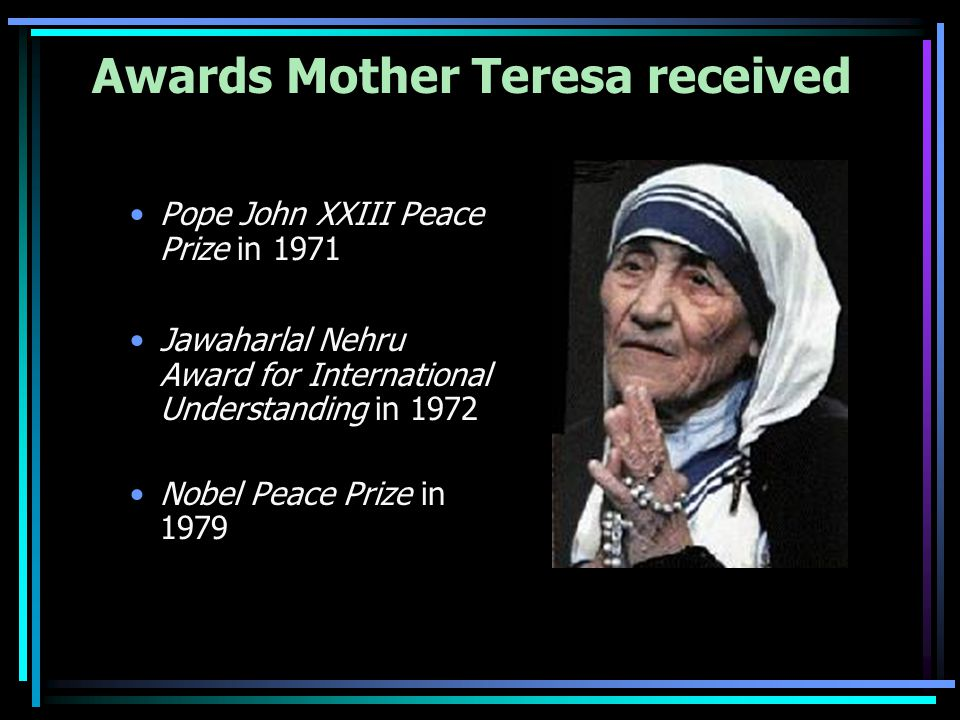 Awards Mother Teresa received
• Pope John XXIII Peace
Prize in 1971
• Jawaharlal Nehru
Award for International
Understanding in 1972
• Nobel Peace Prize in
1979